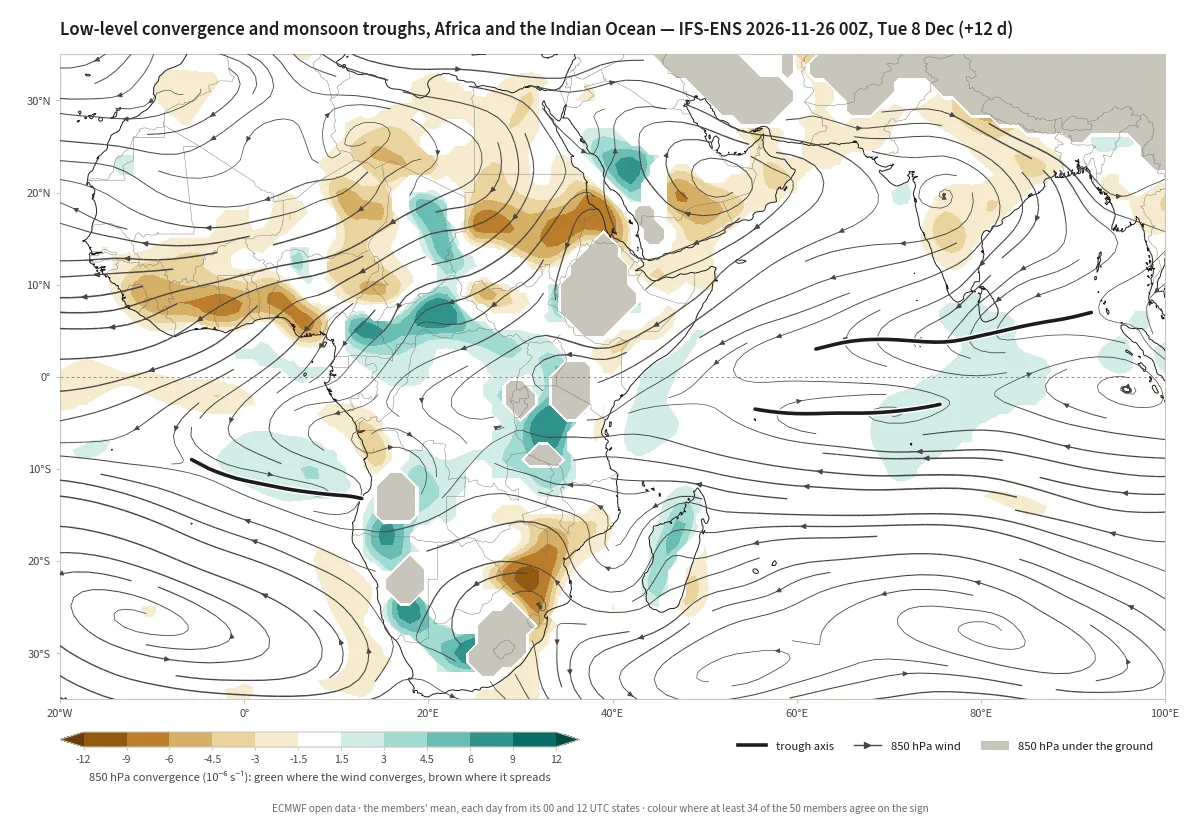 Low-level convergence and monsoon troughs, Africa and the Indian Ocean — IFS-ENS 2026-11-26 00Z, Tue 8 Dec (+12 d)
30°N
20°N
10°N
0°
10°S
20°S
30°S
20°W 0° 20°E 40°E 60°E 80°E 100°E
-12 -9 -6 -4.5 -3 -1.5 1.5 3 4.5 6 9 12
850 hPa convergence (10⁻⁶ s⁻¹): green where the wind converges, brown where it spreads
trough axis 850 hPa wind 850 hPa under the ground
ECMWF open data · the members' mean, each day from its 00 and 12 UTC states · colour where at least 34 of the 50 members agree on the sign